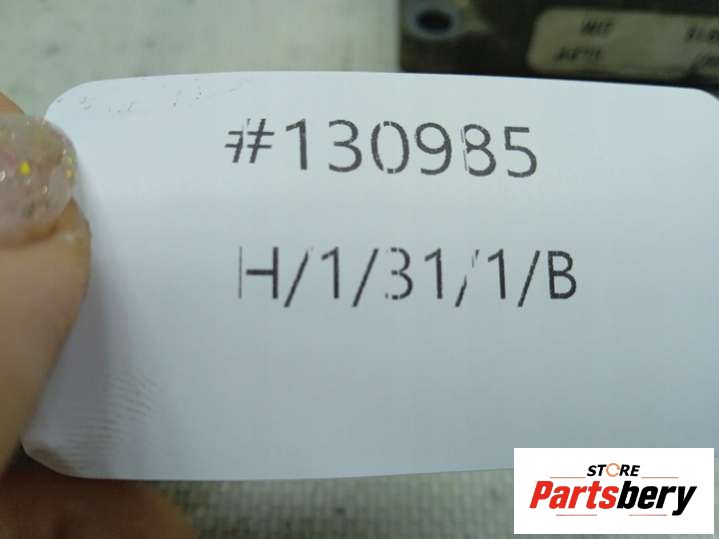 #130985
H/1/31/1/B
STORE
Partsbery